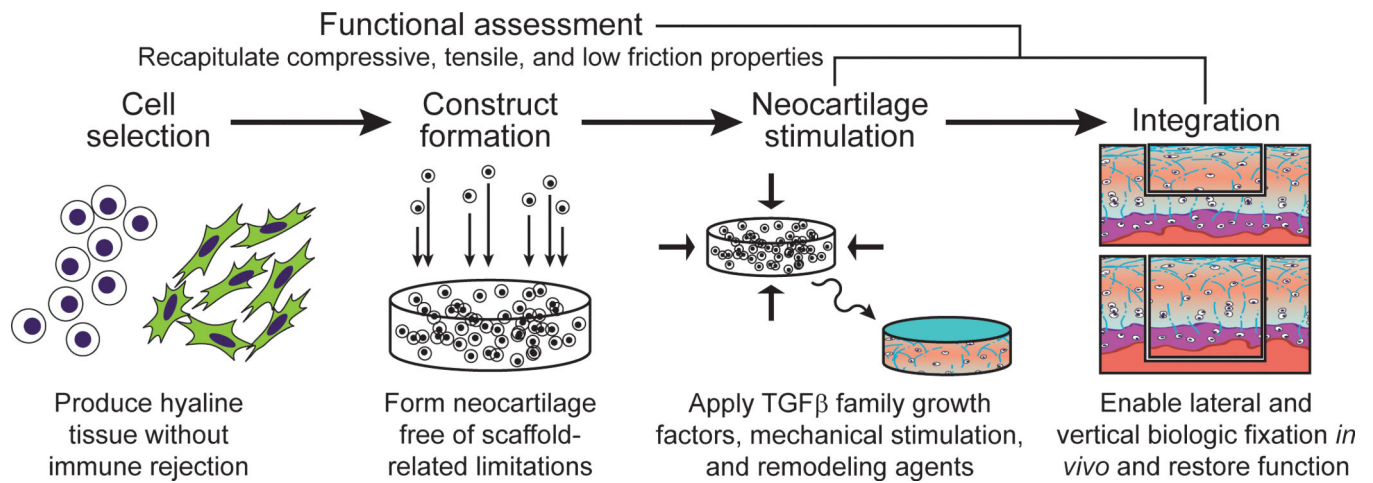 Functional assessment
Recapitulate compressive, tensile, and low friction properties
Cell
selection
Construct
formation
Neocartilage
stimulation
Integration
Produce hyaline
tissue without
immune rejection
Form neocartilage
free of scaffold-
related limitations
Apply TGFβ family growth
factors, mechanical stimulation,
and remodeling agents
Enable lateral and
vertical biologic fixation in
vivo and restore function